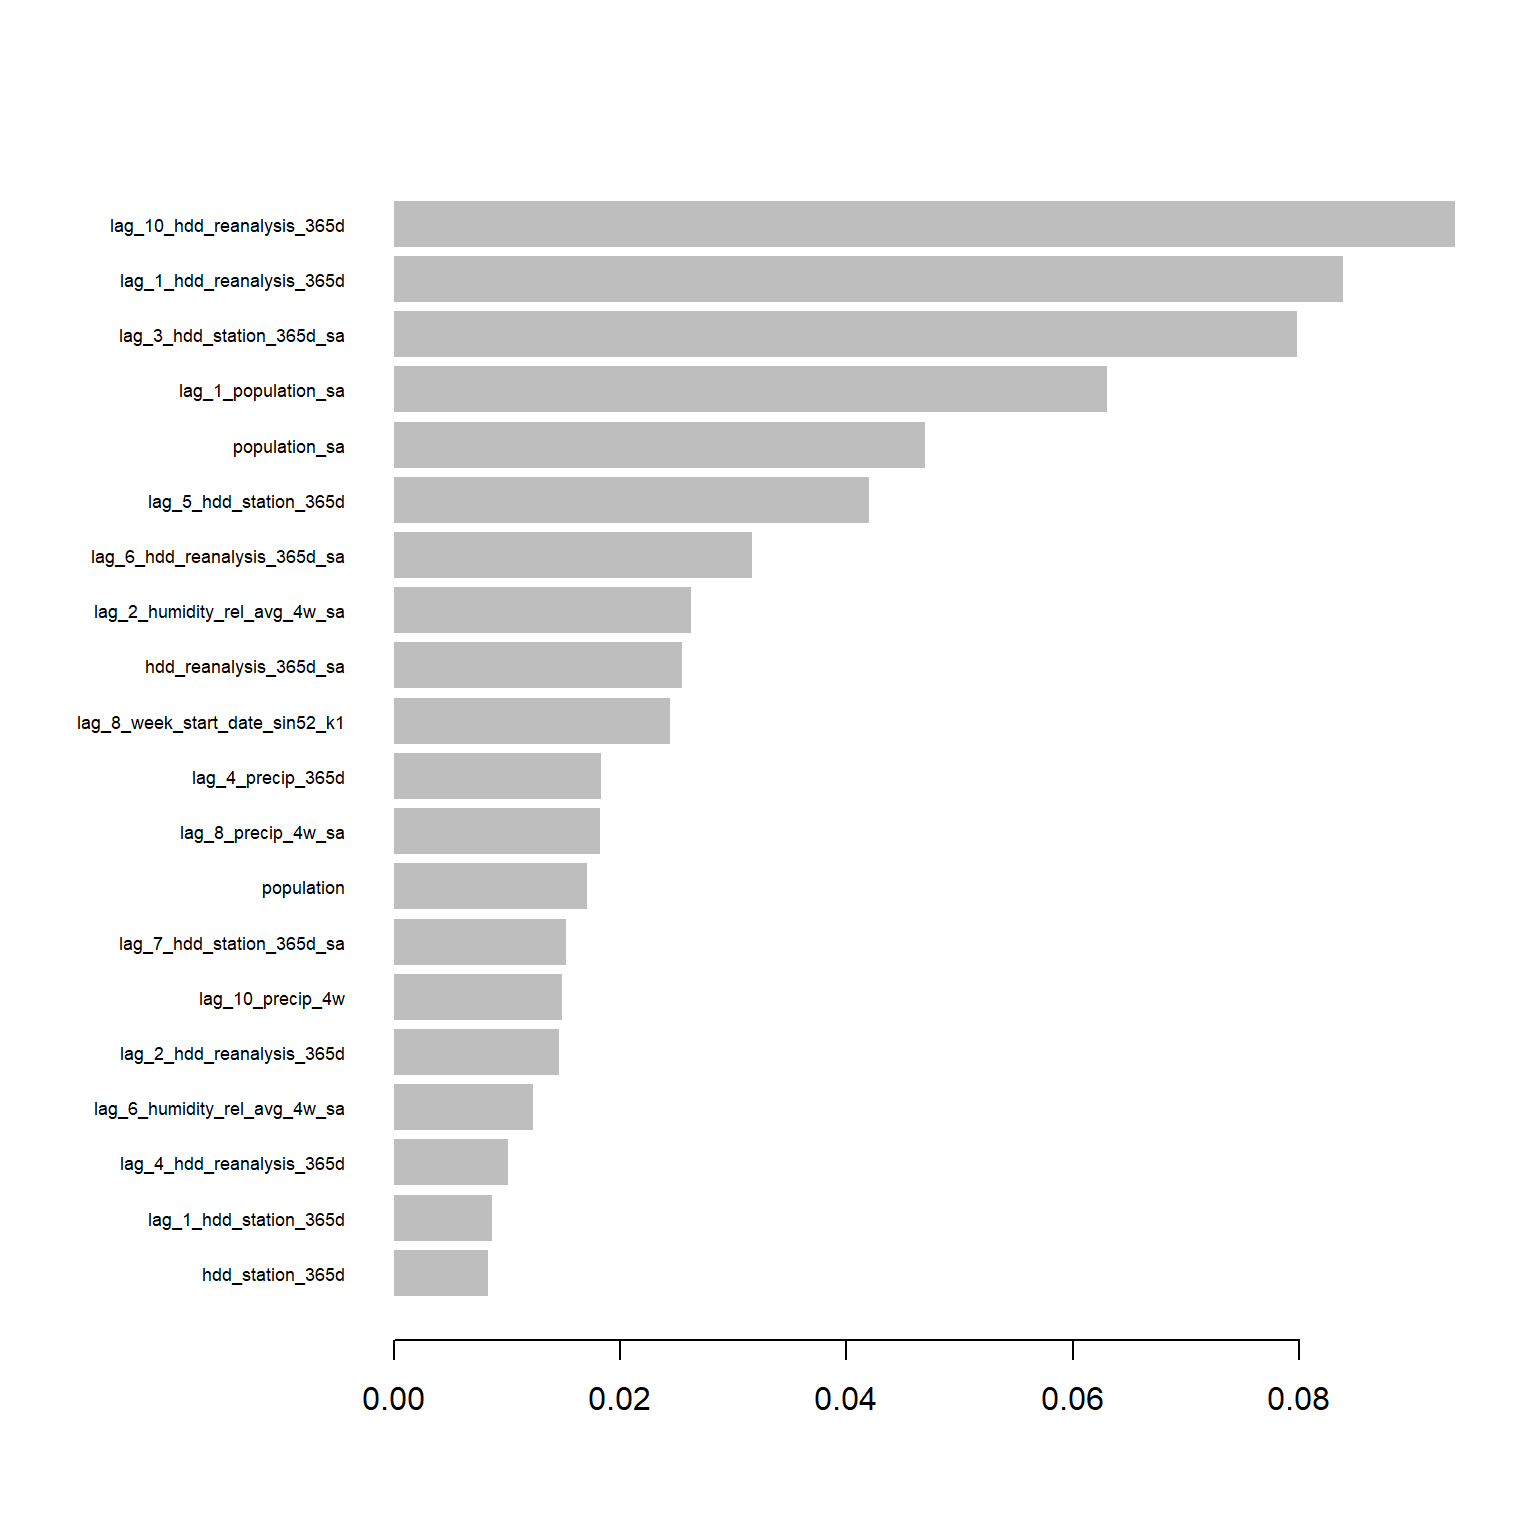 lag_10_hdd_reanalysis_365d
lag_1_hdd_reanalysis_365d
lag_3_hdd_station_365d_sa
lag_1_population_sa
population_sa
lag_5_hdd_station_365d
lag_6_hdd_reanalysis_365d_sa
lag_2_humidity_rel_avg_4w_sa
hdd_reanalysis_365d_sa
lag_8_week_start_date_sin52_k1
lag_4_precip_365d
lag_8_precip_4w_sa
population
lag_7_hdd_station_365d_sa
lag_10_precip_4w
lag_2_hdd_reanalysis_365d
lag_6_humidity_rel_avg_4w_sa
lag_4_hdd_reanalysis_365d
lag_1_hdd_station_365d
hdd_station_365d
0.00 0.02 0.04 0.06 0.08